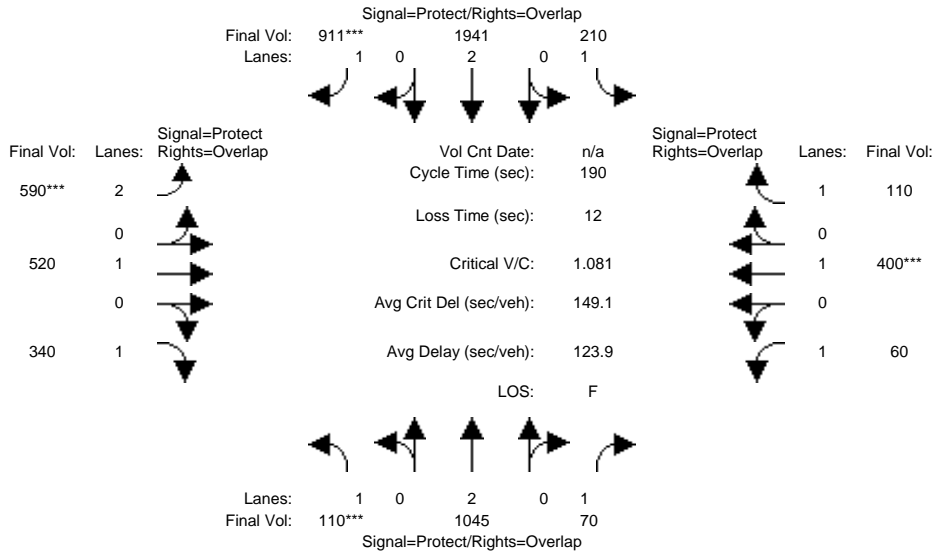 Signal=Protect/Rights=Overlap
Final Vol: 911*** 1941 210
Lanes: 1 0 2 0 1
Signal=Protect
Final Vol: Lanes: Rights=Overlap
Vol Cnt Date: n/a
Signal=Protect
Rights=Overlap Lanes: Final Vol:
Cycle Time (sec): 190
590*** 2
1 110
Loss Time (sec): 12
0
0
520 1
Critical V/C: 1.081
1 400***
0
Avg Crit Del (sec/veh): 149.1
0
340 1
Avg Delay (sec/veh): 123.9
1 60
LOS: F
Lanes: 1 0 2 0 1
Final Vol: 110*** 1045 70
Signal=Protect/Rights=Overlap